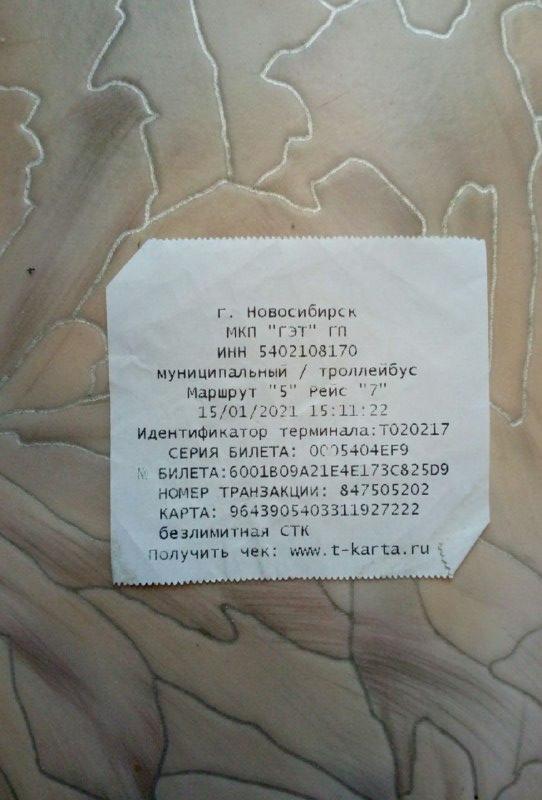 г. Новосибирск
МКП "ГЭТ" ГП
ИНН 5402108170
муниципальный / троллейбус
Маршрут "5" Рейс "7"
15/01/2021 15:11:22
Идентификатор терминала:T020217
СЕРИЯ БИЛЕТА: 0005404EF9
№ БИЛЕТА:6001B09A21E4E173C825D9
НОМЕР ТРАНЗАКЦИИ: 847505202
КАРТА: 9643905403311927222
безлимитная СТК
Получить чек: www.t-karta.ru